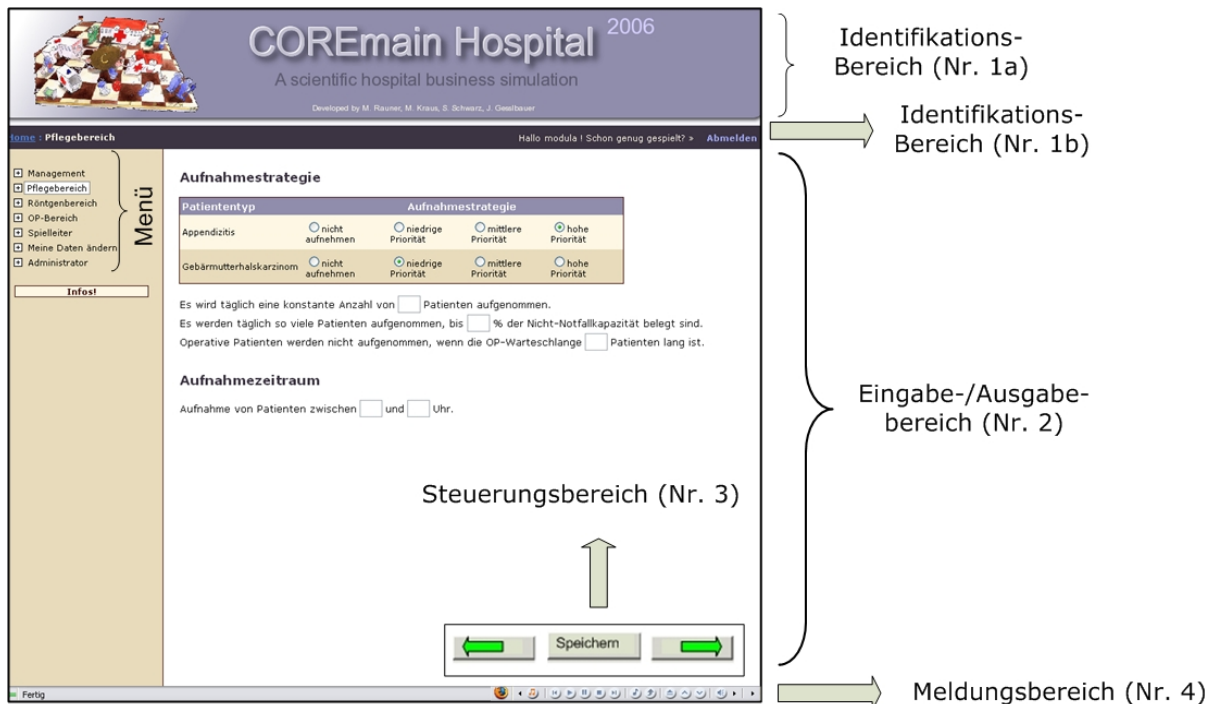 COREmain Hospital 2006
A scientific hospital business simulation
Developed by M. Rauner, M. Kraus, S. Schwarz, J. Gesslbauer
Home : Pflegebereich
Hallo modula ! Schon genug gespielt? » Abmelden
Management
Pflegebereich
Röntgenbereich
OP-Bereich
Spielleiter
Meine Daten ändern
Administrator
Menü
Infos!
Aufnahmestrategie
Patiententyp Aufnahmestrategie
Appendizitis nicht aufnehmen niedrige Priorität mittlere Priorität hohe Priorität
Gebärmutterhalskarzinom nicht aufnehmen niedrige Priorität mittlere Priorität hohe Priorität
Es wird täglich eine konstante Anzahl von Patienten aufgenommen.
Es werden täglich so viele Patienten aufgenommen, bis % der Nicht-Notfallkapazität belegt sind.
Operative Patienten werden nicht aufgenommen, wenn die OP-Warteschlange Patienten lang ist.
Aufnahmezeitraum
Aufnahme von Patienten zwischen und Uhr.
Steuerungsbereich (Nr. 3)
Speichern
Fertig
Identifikations-
Bereich (Nr. 1a)
Identifikations-
Bereich (Nr. 1b)
Eingabe-/Ausgabe-
bereich (Nr. 2)
Meldungsbereich (Nr. 4)